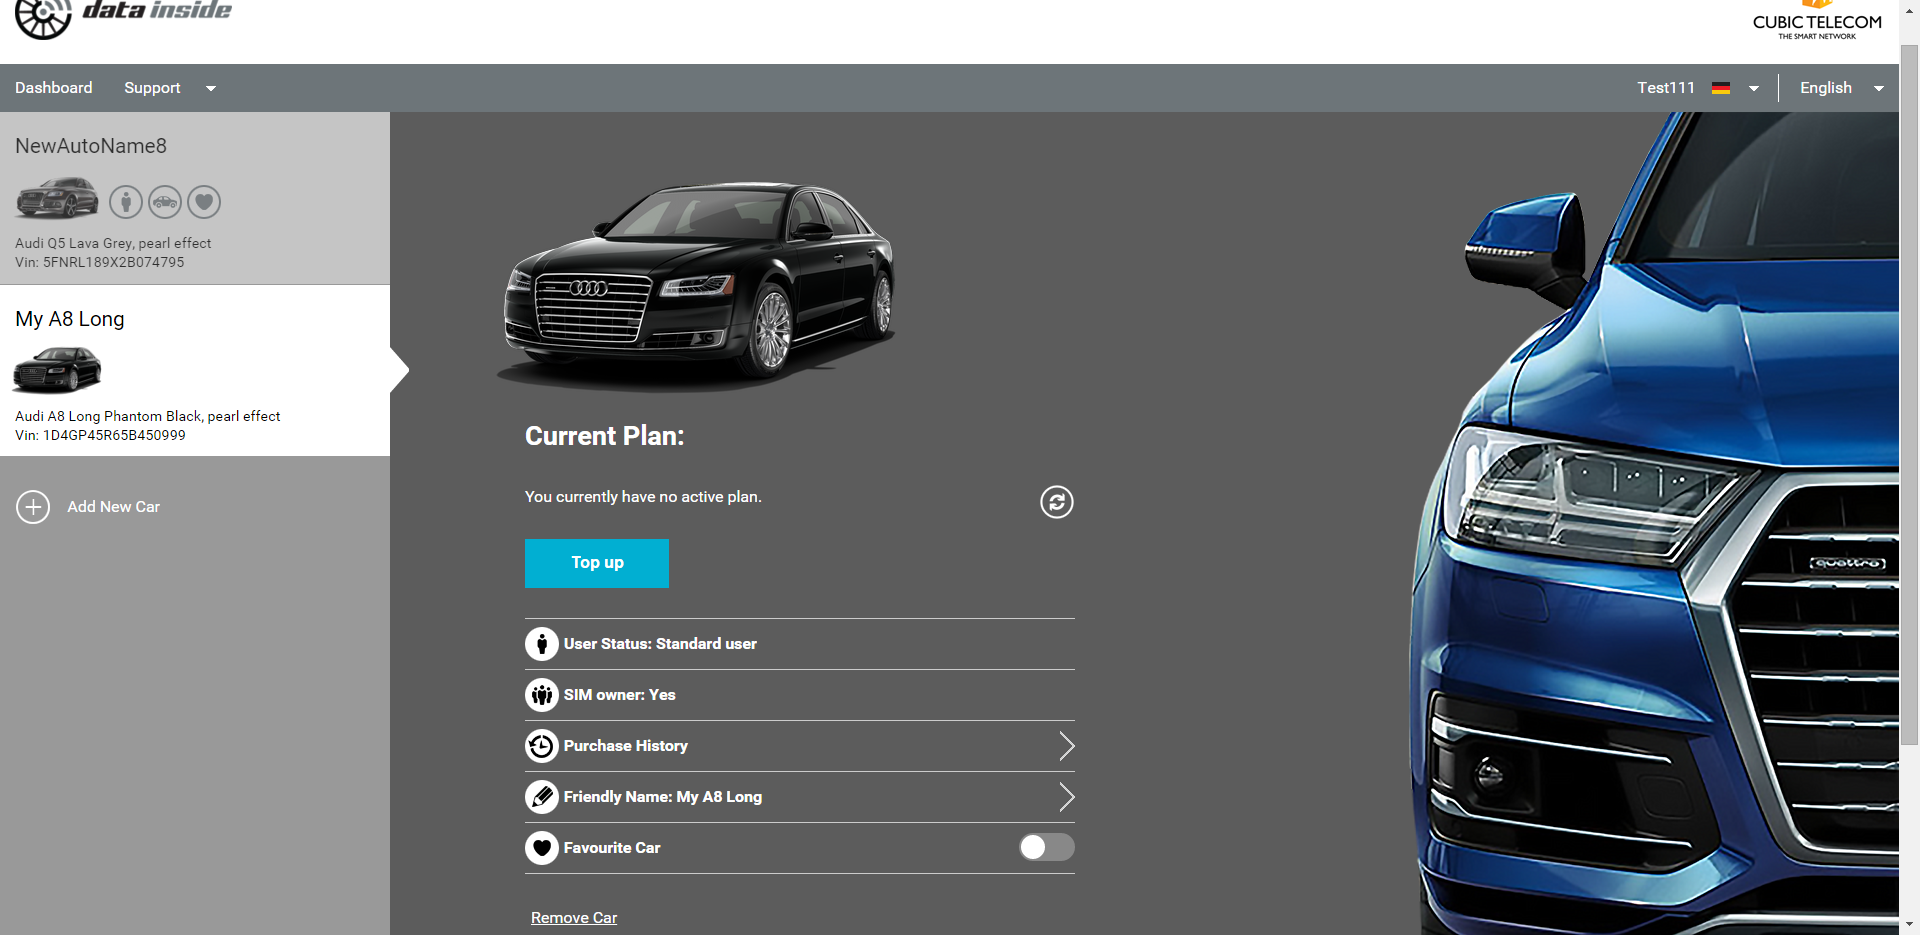 data inside
CUBIC TELECOM
THE SMART NETWORK
Dashboard
Support
Test111
English
NewAutoName8
Audi Q5 Lava Grey, pearl effect
Vin: 5FNRL189X2B074795
My A8 Long
Audi A8 Long Phantom Black, pearl effect
Vin: 1D4GP45R65B450999
Add New Car
Current Plan:
You currently have no active plan.
Top up
User Status: Standard user
SIM owner: Yes
Purchase History
Friendly Name: My A8 Long
Favourite Car
Remove Car
quattro